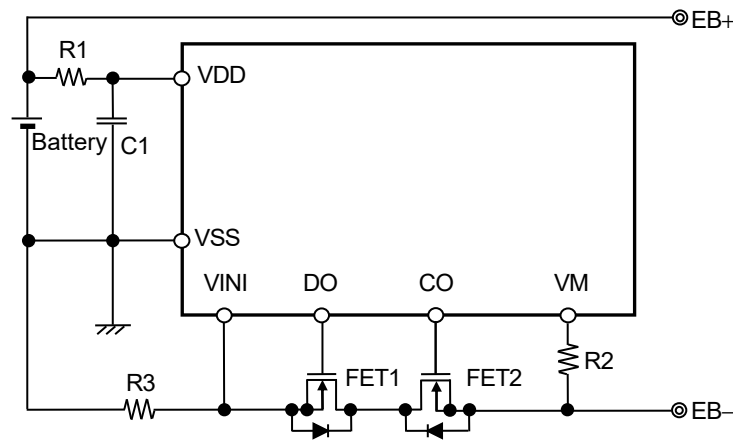 EB+
R1
VDD
Battery
C1
VSS
VINI
DO
CO
VM
R3
FET1
FET2
R2
EB−